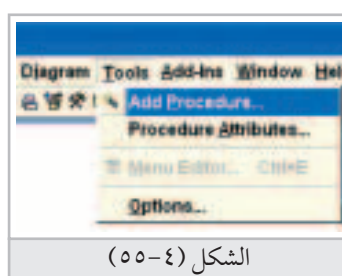 Diagram Tools Add-Ins Window Hel
Add Procedure...
Procedure Attributes...
Menu Editor... Ctrl+E
Options...
الشكل (٤-٥٥)